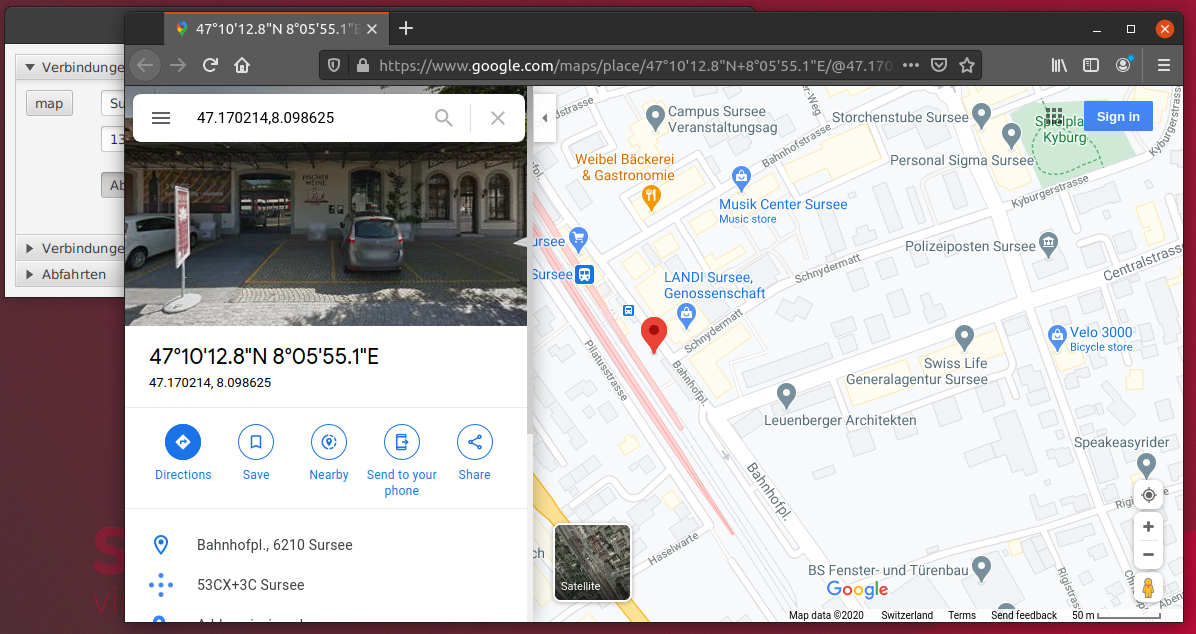 47°10'12.8"N 8°05'55.1"E
https://www.google.com/maps/place/47°10'12.8"N+8°05'55.1"E/@47.170
Verbindunge
map
Su
13
Ab
Verbindunge
Abfahrten
47.170214,8.098625
FISCHER
WEINE
47°10'12.8"N 8°05'55.1"E
47.170214, 8.098625
Directions
Save
Nearby
Send to your
phone
Share
Bahnhofpl., 6210 Sursee
53CX+3C Sursee
Sign in
Campus Sursee
Veranstaltungsag
Storchenstube Sursee
Spielpla
Kyburg
Kyburgerstrasse
Weibel Bäckerei
& Gastronomie
Bahnhofstrasse
Personal Sigma Sursee
Kyburgerstrasse
Musik Center Sursee
Music store
ursee
Polizeiposten Sursee
Centralstrasse
Sursee
LANDI Sursee,
Genossenschaft
Schnydermatt
Schnydermatt
Velo 3000
Bicycle store
Pilatusstrasse
Bahnhofpl.
Swiss Life
Generalagentur Sursee
Leuenberger Architekten
Speakeasyrider
Bahnhofpl.
Haselwarte
ch
Satellite
BS Fenster- und Türenbau
Google
Map data ©2020
Switzerland
Terms
Send feedback
50 m